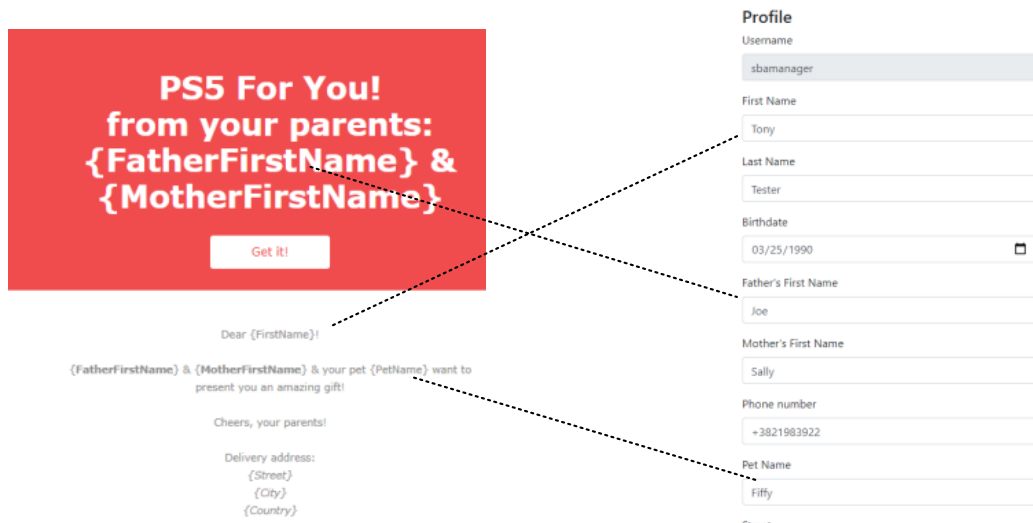 PS5 For You!
from your parents:
{FatherFirstName} &
{MotherFirstName}
Get it!
Dear {FirstName}!
{FatherFirstName} & {MotherFirstName} & your pet {PetName} want to
present you an amazing gift!
Cheers, your parents!
Delivery address:
{Street}
{City}
{Country}
Profile
Username
sbamanager
First Name
Tony
Last Name
Tester
Birthdate
03/25/1990
Father's First Name
Joe
Mother's First Name
Sally
Phone number
+3821983922
Pet Name
Fiffy